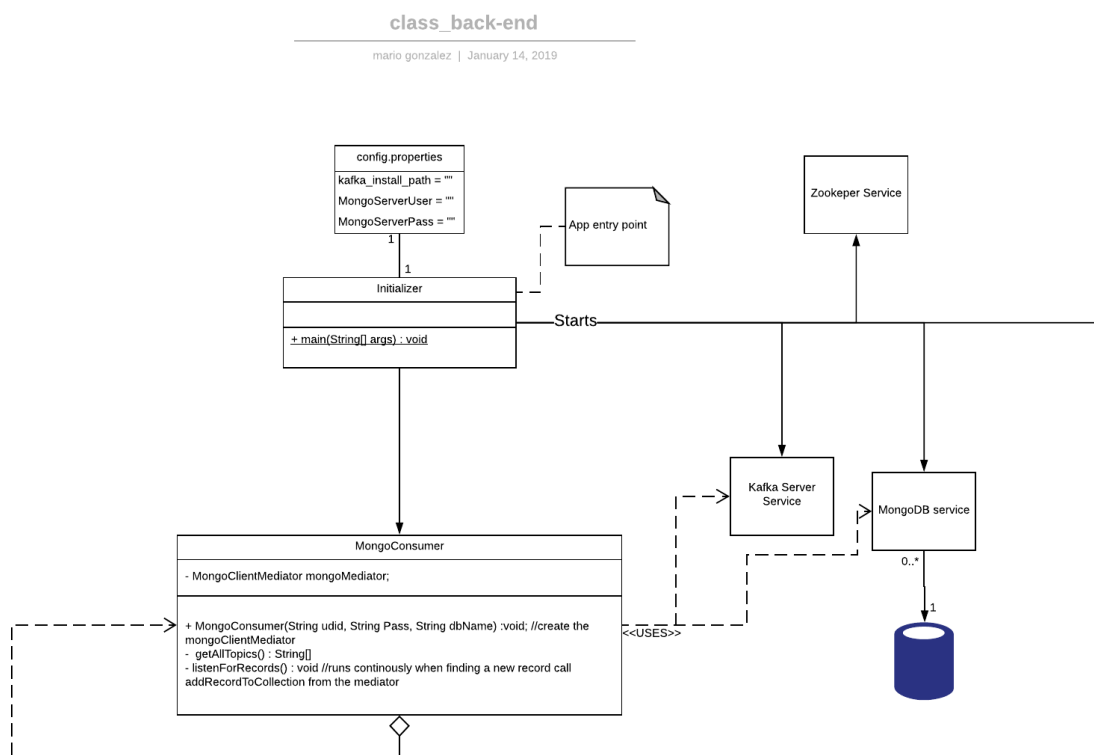 class_back-end
mario gonzalez | January 14, 2019
config.properties
kafka_install_path = ""
MongoServerUser = ""
MongoServerPass = ""
1
1
Initializer
+ main(String[] args) : void
App entry point
Zookeper Service
Starts
Kafka Server
Service
MongoDB service
0..*
1
MongoConsumer
- MongoClientMediator mongoMediator;
+ MongoConsumer(String udid, String Pass, String dbName) :void; //create the
mongoClientMediator
- getAllTopics() : String[]
- listenForRecords() : void //runs continously when finding a new record call
addRecordToCollection from the mediator
<<USES>>